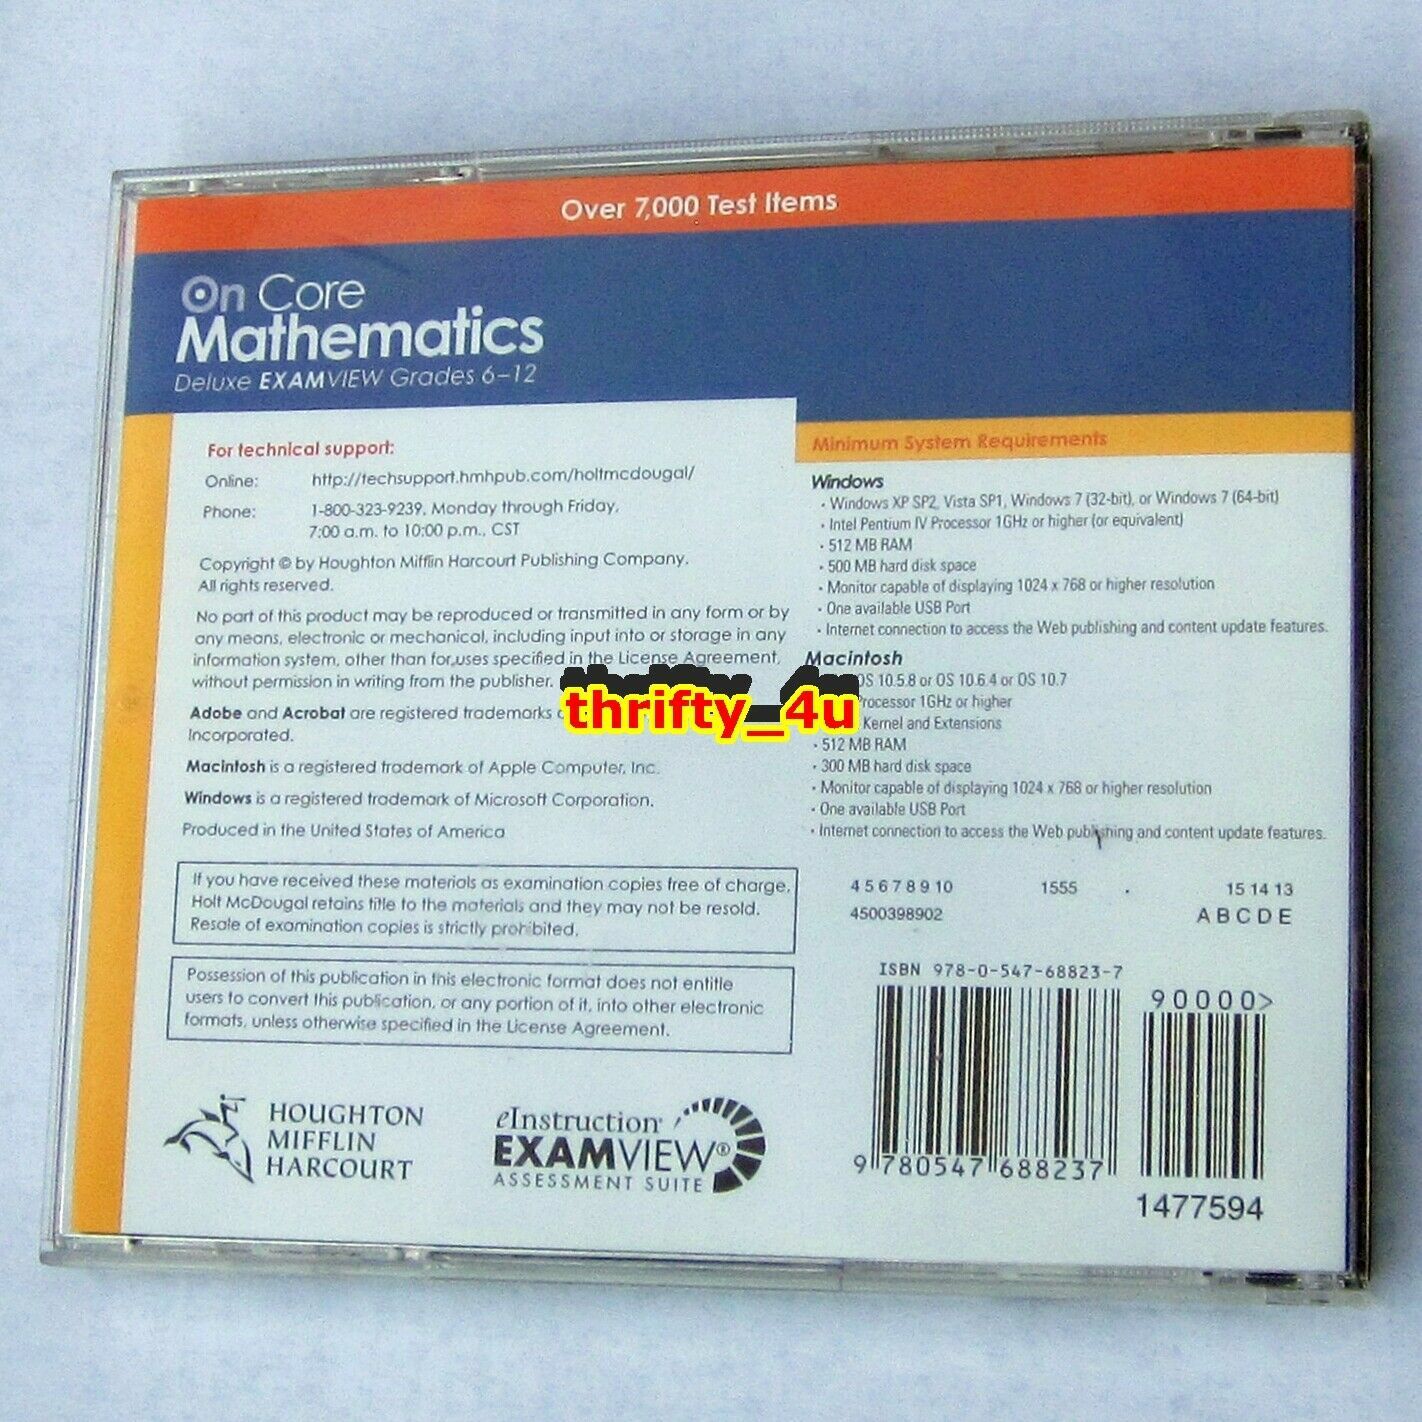 Over 7,000 Test Items
On Core
Mathematics
Deluxe EXAMVIEW Grades 6–12
For technical support:
Online: http://techsupport.hmhpub.com/holtmcdougal/
Phone: 1-800-323-9239, Monday through Friday,
7:00 a.m. to 10:00 p.m., CST
Copyright © by Houghton Mifflin Harcourt Publishing Company.
All rights reserved.
No part of this product may be reproduced or transmitted in any form or by
any means, electronic or mechanical, including input into or storage in any
information system, other than for uses specified in the License Agreement,
without permission in writing from the publisher.
Adobe and Acrobat are registered trademarks
Incorporated.
Macintosh is a registered trademark of Apple Computer, Inc.
Windows is a registered trademark of Microsoft Corporation.
Produced in the United States of America
If you have received these materials as examination copies free of charge,
Holt McDougal retains title to the materials and they may not be resold.
Resale of examination copies is strictly prohibited.
Possession of this publication in this electronic format does not entitle
users to convert this publication, or any portion of it, into other electronic
formats, unless otherwise specified in the License Agreement.
HOUGHTON
MIFFLIN
HARCOURT
eInstruction
EXAMVIEW®
ASSESSMENT SUITE
thrifty_4u
Minimum System Requirements
Windows
• Windows XP SP2, Vista SP1, Windows 7 (32-bit), or Windows 7 (64-bit)
• Intel Pentium IV Processor 1GHz or higher (or equivalent)
• 512 MB RAM
• 500 MB hard disk space
• Monitor capable of displaying 1024 x 768 or higher resolution
• One available USB Port
• Internet connection to access the Web publishing and content update features.
Macintosh
OS 10.5.8 or OS 10.6.4 or OS 10.7
Processor 1GHz or higher
Kernel and Extensions
• 512 MB RAM
• 300 MB hard disk space
• Monitor capable of displaying 1024 x 768 or higher resolution
• One available USB Port
• Internet connection to access the Web publishing and content update features.
4 5 6 7 8 9 10 1555 . 15 14 13
4500398902 A B C D E
ISBN 978-0-547-68823-7
90000>
9 780547 688237
1477594